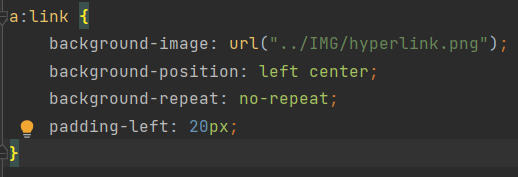 a:link {
    background-image: url("../IMG/hyperlink.png");
    background-position: left center;
    background-repeat: no-repeat;
    padding-left: 20px;
}